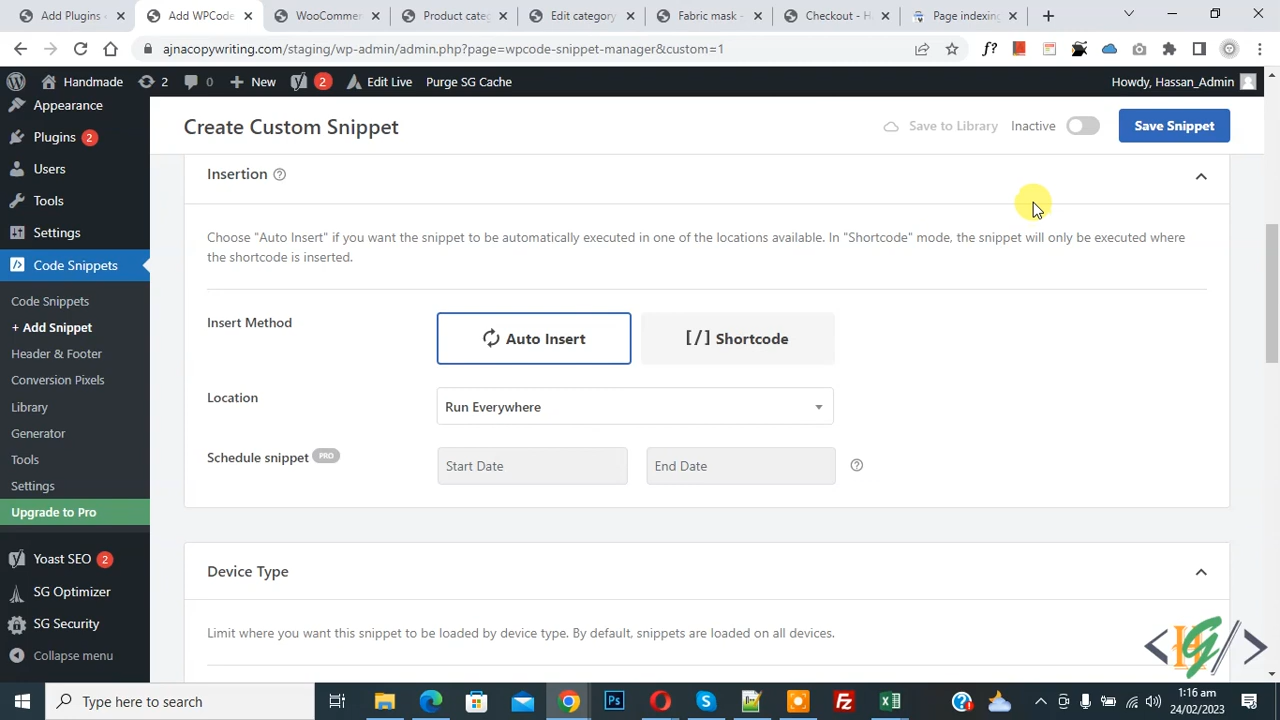 Add Plugins
Add WPCode
WooCommer
Product cate
Edit category
Fabric mask -
Checkout - H
Page indexing
ajnacopywriting.com/staging/wp-admin/admin.php?page=wpcode-snippet-manager&custom=1
Handmade
2
0
New
2
Edit Live
Purge SG Cache
Howdy, Hassan_Admin
Appearance
Plugins 2
Users
Tools
Settings
Code Snippets
Code Snippets
+ Add Snippet
Header & Footer
Conversion Pixels
Library
Generator
Tools
Settings
Upgrade to Pro
Yoast SEO 2
SG Optimizer
SG Security
Collapse menu
Create Custom Snippet
Save to Library
Inactive
Save Snippet
Insertion
Choose "Auto Insert" if you want the snippet to be automatically executed in one of the locations available. In "Shortcode" mode, the snippet will only be executed where
the shortcode is inserted.
Insert Method
Auto Insert
[/] Shortcode
Location
Run Everywhere
Schedule snippet PRO
Start Date
End Date
Device Type
Limit where you want this snippet to be loaded by device type. By default, snippets are loaded on all devices.
Type here to search
1:16 am
24/02/2023